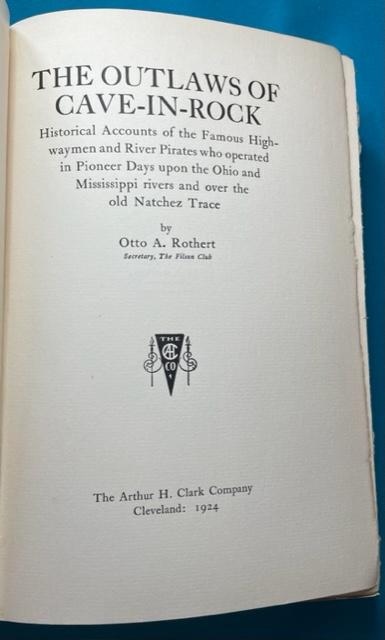 THE OUTLAWS OF
CAVE-IN-ROCK
Historical Accounts of the Famous High-
waymen and River Pirates who operated
in Pioneer Days upon the Ohio and
Mississippi rivers and over the
old Natchez Trace
by
Otto A. Rothert
Secretary, The Filson Club
THE
AHC
CO
The Arthur H. Clark Company
Cleveland: 1924